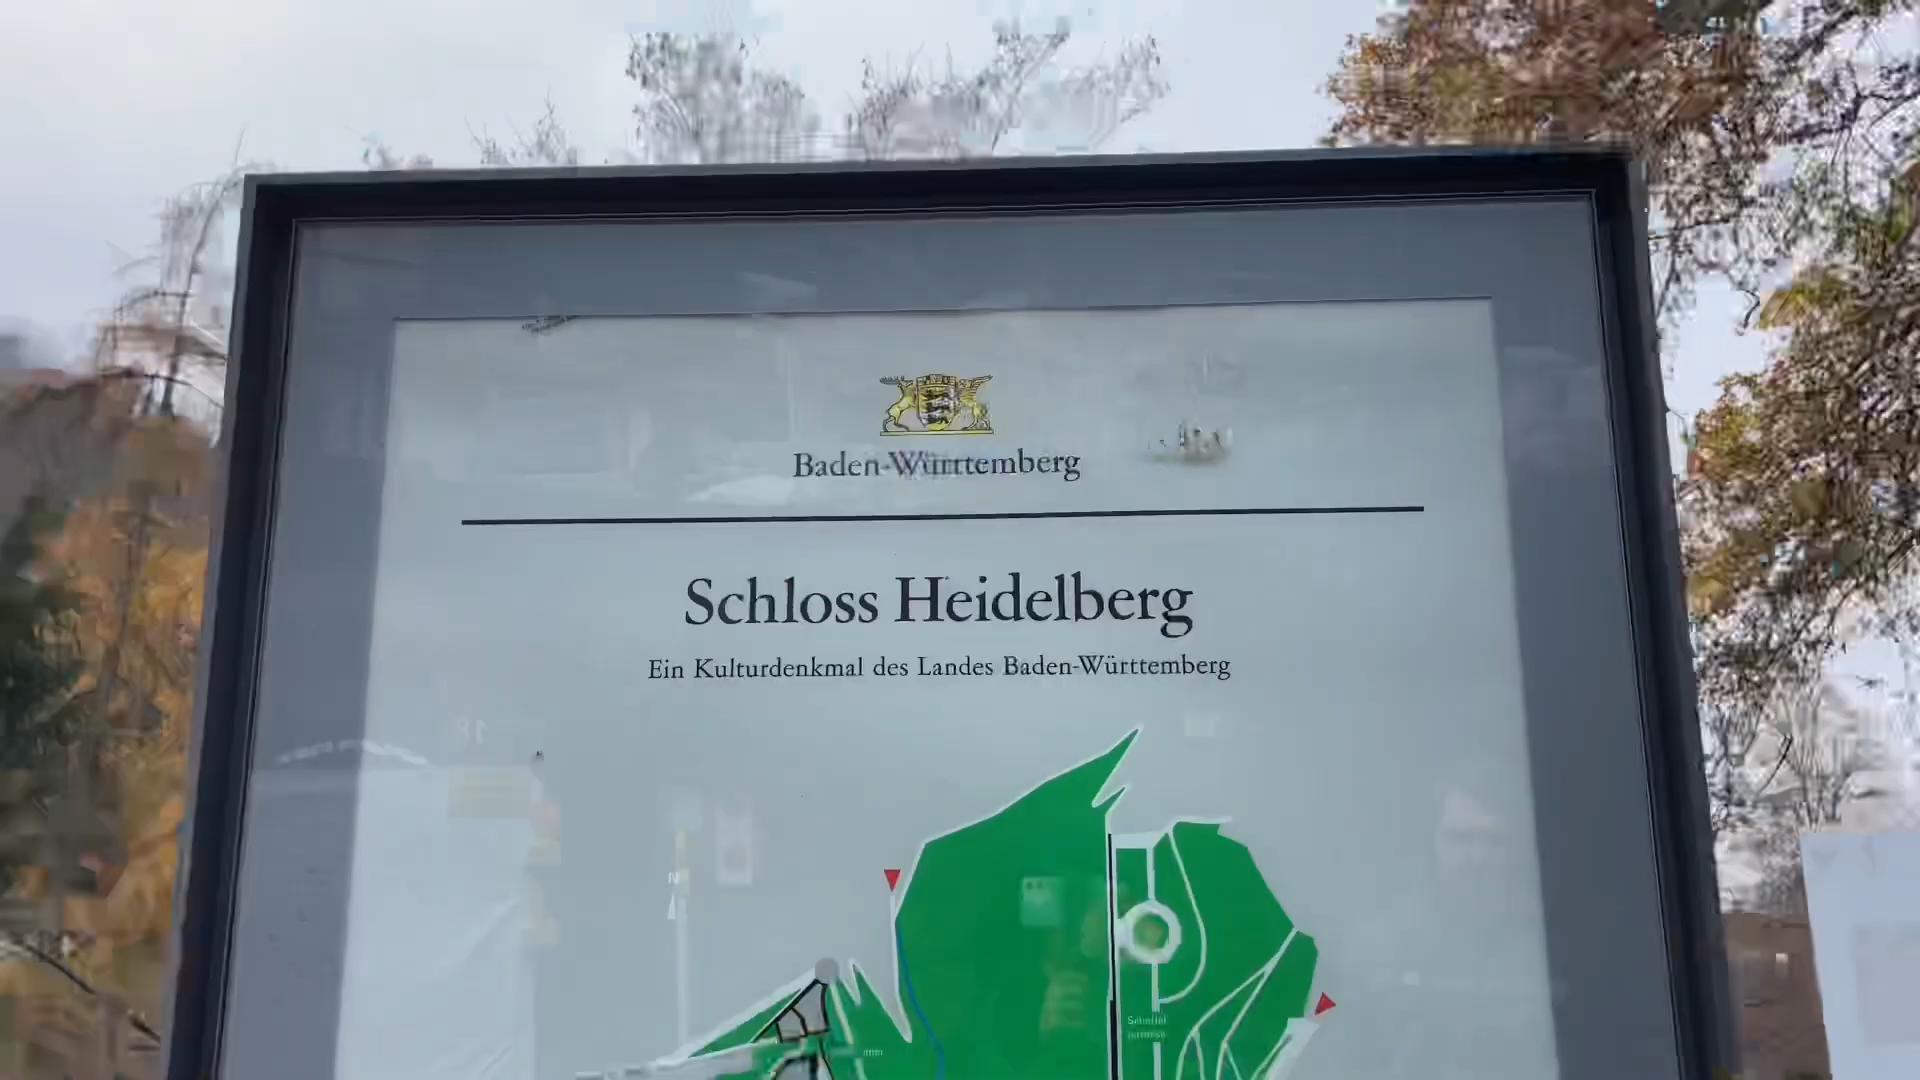 Baden-Württemberg
Schloss Heidelberg
Ein Kulturdenkmal des Landes Baden-Württemberg
N